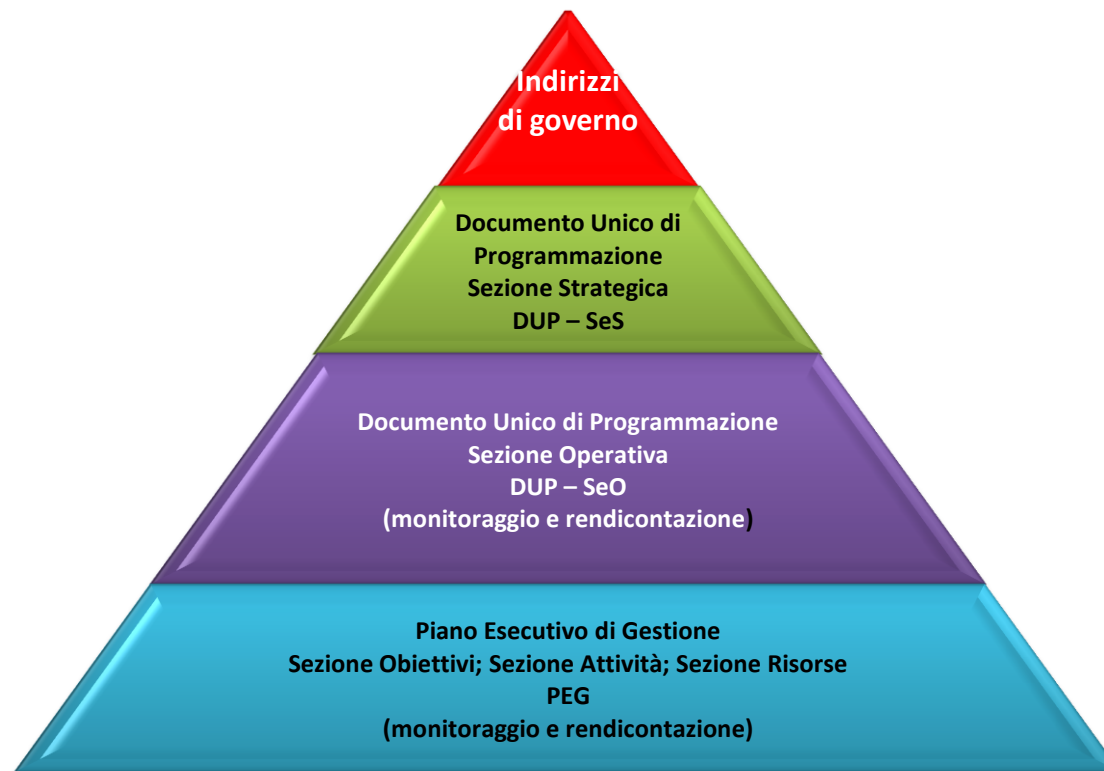 Indirizzi
di governo
Documento Unico di
Programmazione
Sezione Strategica
DUP – SeS
Documento Unico di Programmazione
Sezione Operativa
DUP – SeO
(monitoraggio e rendicontazione)
Piano Esecutivo di Gestione
Sezione Obiettivi; Sezione Attività; Sezione Risorse
PEG
(monitoraggio e rendicontazione)